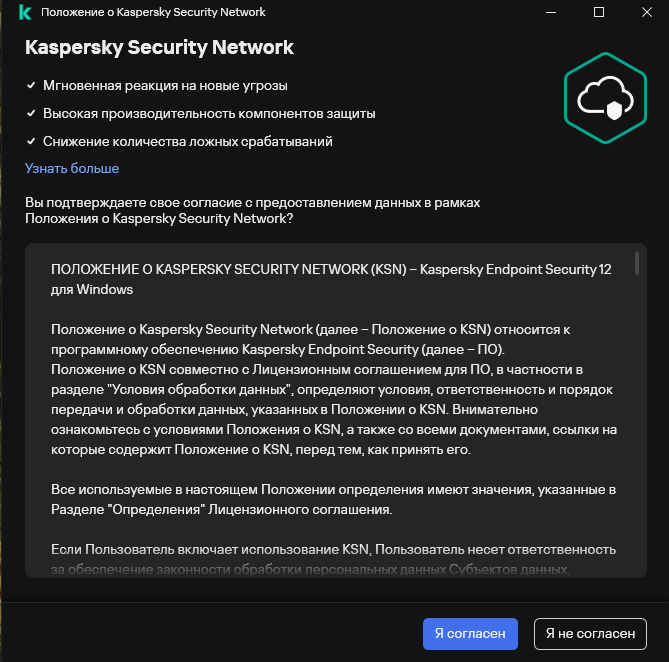 Положение о Kaspersky Security Network
Kaspersky Security Network
Мгновенная реакция на новые угрозы
Высокая производительность компонентов защиты
Снижение количества ложных срабатываний
Узнать больше
Вы подтверждаете свое согласие с предоставлением данных в рамках
Положения о Kaspersky Security Network?
ПОЛОЖЕНИЕ О KASPERSKY SECURITY NETWORK (KSN) – Kaspersky Endpoint Security 12
для Windows
Положение о Kaspersky Security Network (далее – Положение о KSN) относится к
программному обеспечению Kaspersky Endpoint Security (далее – ПО).
Положение о KSN совместно с Лицензионным соглашением для ПО, в частности в
разделе "Условия обработки данных", определяют условия, ответственность и порядок
передачи и обработки данных, указанных в Положении о KSN. Внимательно
ознакомьтесь с условиями Положения о KSN, а также со всеми документами, ссылки на
которые содержит Положение о KSN, перед тем, как принять его.
Все используемые в настоящем Положении определения имеют значения, указанные в
Разделе "Определения" Лицензионного соглашения.
Если Пользователь включает использование KSN, Пользователь несет ответственность
за обеспечение законности обработки персональных данных Субъектов данных,
Я согласен
Я не согласен